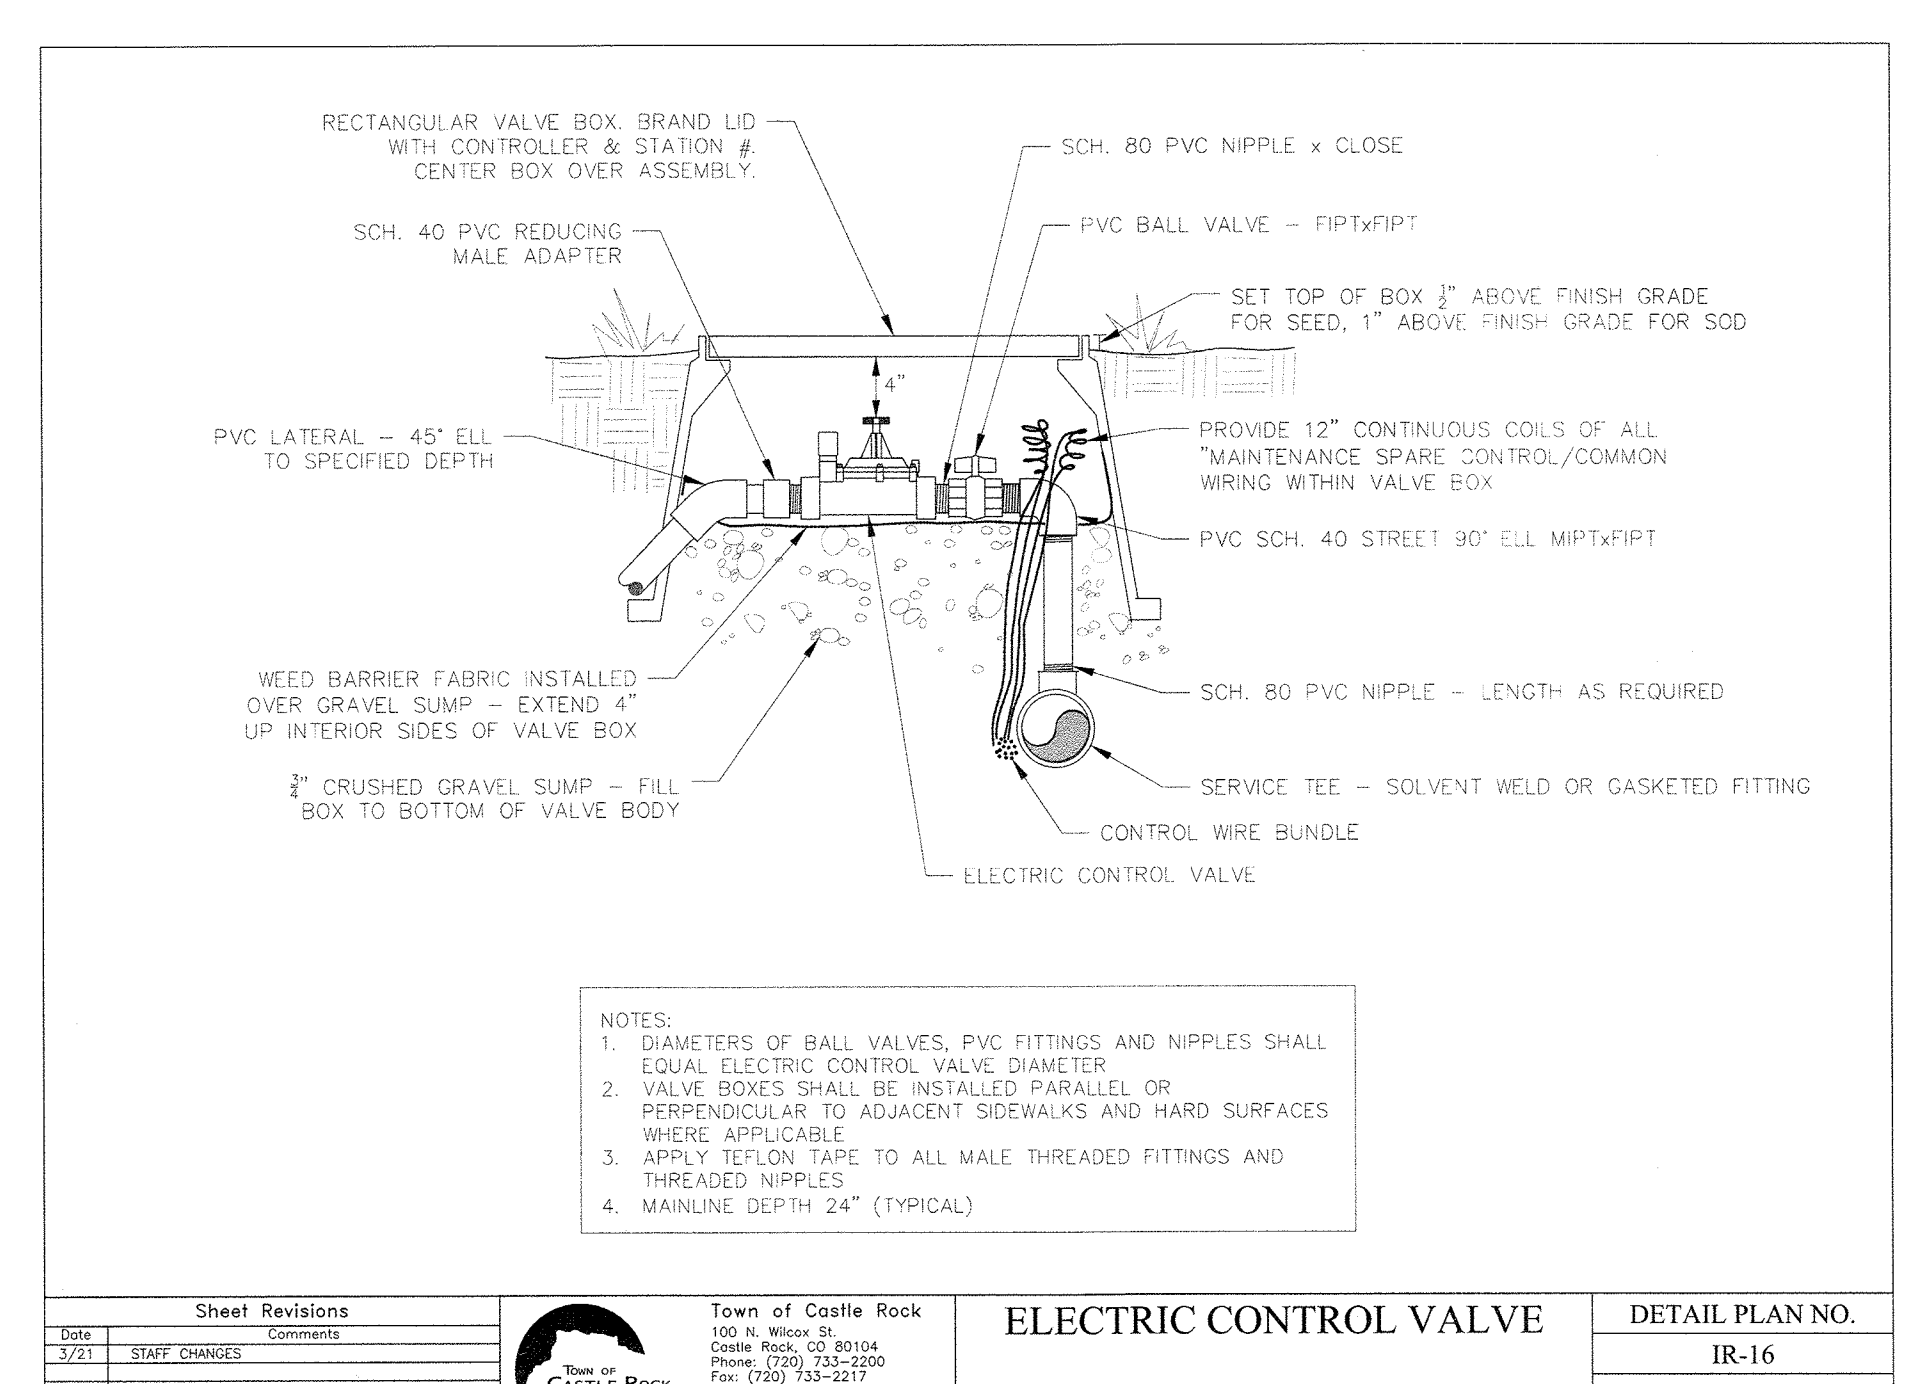 RECTANGULAR VALVE BOX. BRAND LID
WITH CONTROLLER & STATION #.
CENTER BOX OVER ASSEMBLY.
SCH. 80 PVC NIPPLE x CLOSE
SCH. 40 PVC REDUCING
MALE ADAPTER
PVC BALL VALVE – FIPTxFIPT
SET TOP OF BOX ½" ABOVE FINISH GRADE
FOR SEED, 1" ABOVE FINISH GRADE FOR SOD
4"
PVC LATERAL – 45° ELL
TO SPECIFIED DEPTH
PROVIDE 12" CONTINUOUS COILS OF ALL
"MAINTENANCE SPARE CONTROL/COMMON
WIRING WITHIN VALVE BOX
PVC SCH. 40 STREET 90° ELL MIPTxFIPT
WEED BARRIER FABRIC INSTALLED
OVER GRAVEL SUMP – EXTEND 4"
UP INTERIOR SIDES OF VALVE BOX
SCH. 80 PVC NIPPLE – LENGTH AS REQUIRED
¾" CRUSHED GRAVEL SUMP – FILL
BOX TO BOTTOM OF VALVE BODY
SERVICE TEE – SOLVENT WELD OR GASKETED FITTING
CONTROL WIRE BUNDLE
ELECTRIC CONTROL VALVE
NOTES:
1. DIAMETERS OF BALL VALVES, PVC FITTINGS AND NIPPLES SHALL
EQUAL ELECTRIC CONTROL VALVE DIAMETER
2. VALVE BOXES SHALL BE INSTALLED PARALLEL OR
PERPENDICULAR TO ADJACENT SIDEWALKS AND HARD SURFACES
WHERE APPLICABLE
3. APPLY TEFLON TAPE TO ALL MALE THREADED FITTINGS AND
THREADED NIPPLES
4. MAINLINE DEPTH 24" (TYPICAL)
Sheet Revisions
Date Comments
3/21 STAFF CHANGES
TOWN OF
CASTLE ROCK
Town of Castle Rock
100 N. Wilcox St.
Castle Rock, CO 80104
Phone: (720) 733-2200
Fax: (720) 733-2217
ELECTRIC CONTROL VALVE
DETAIL PLAN NO.
IR-16